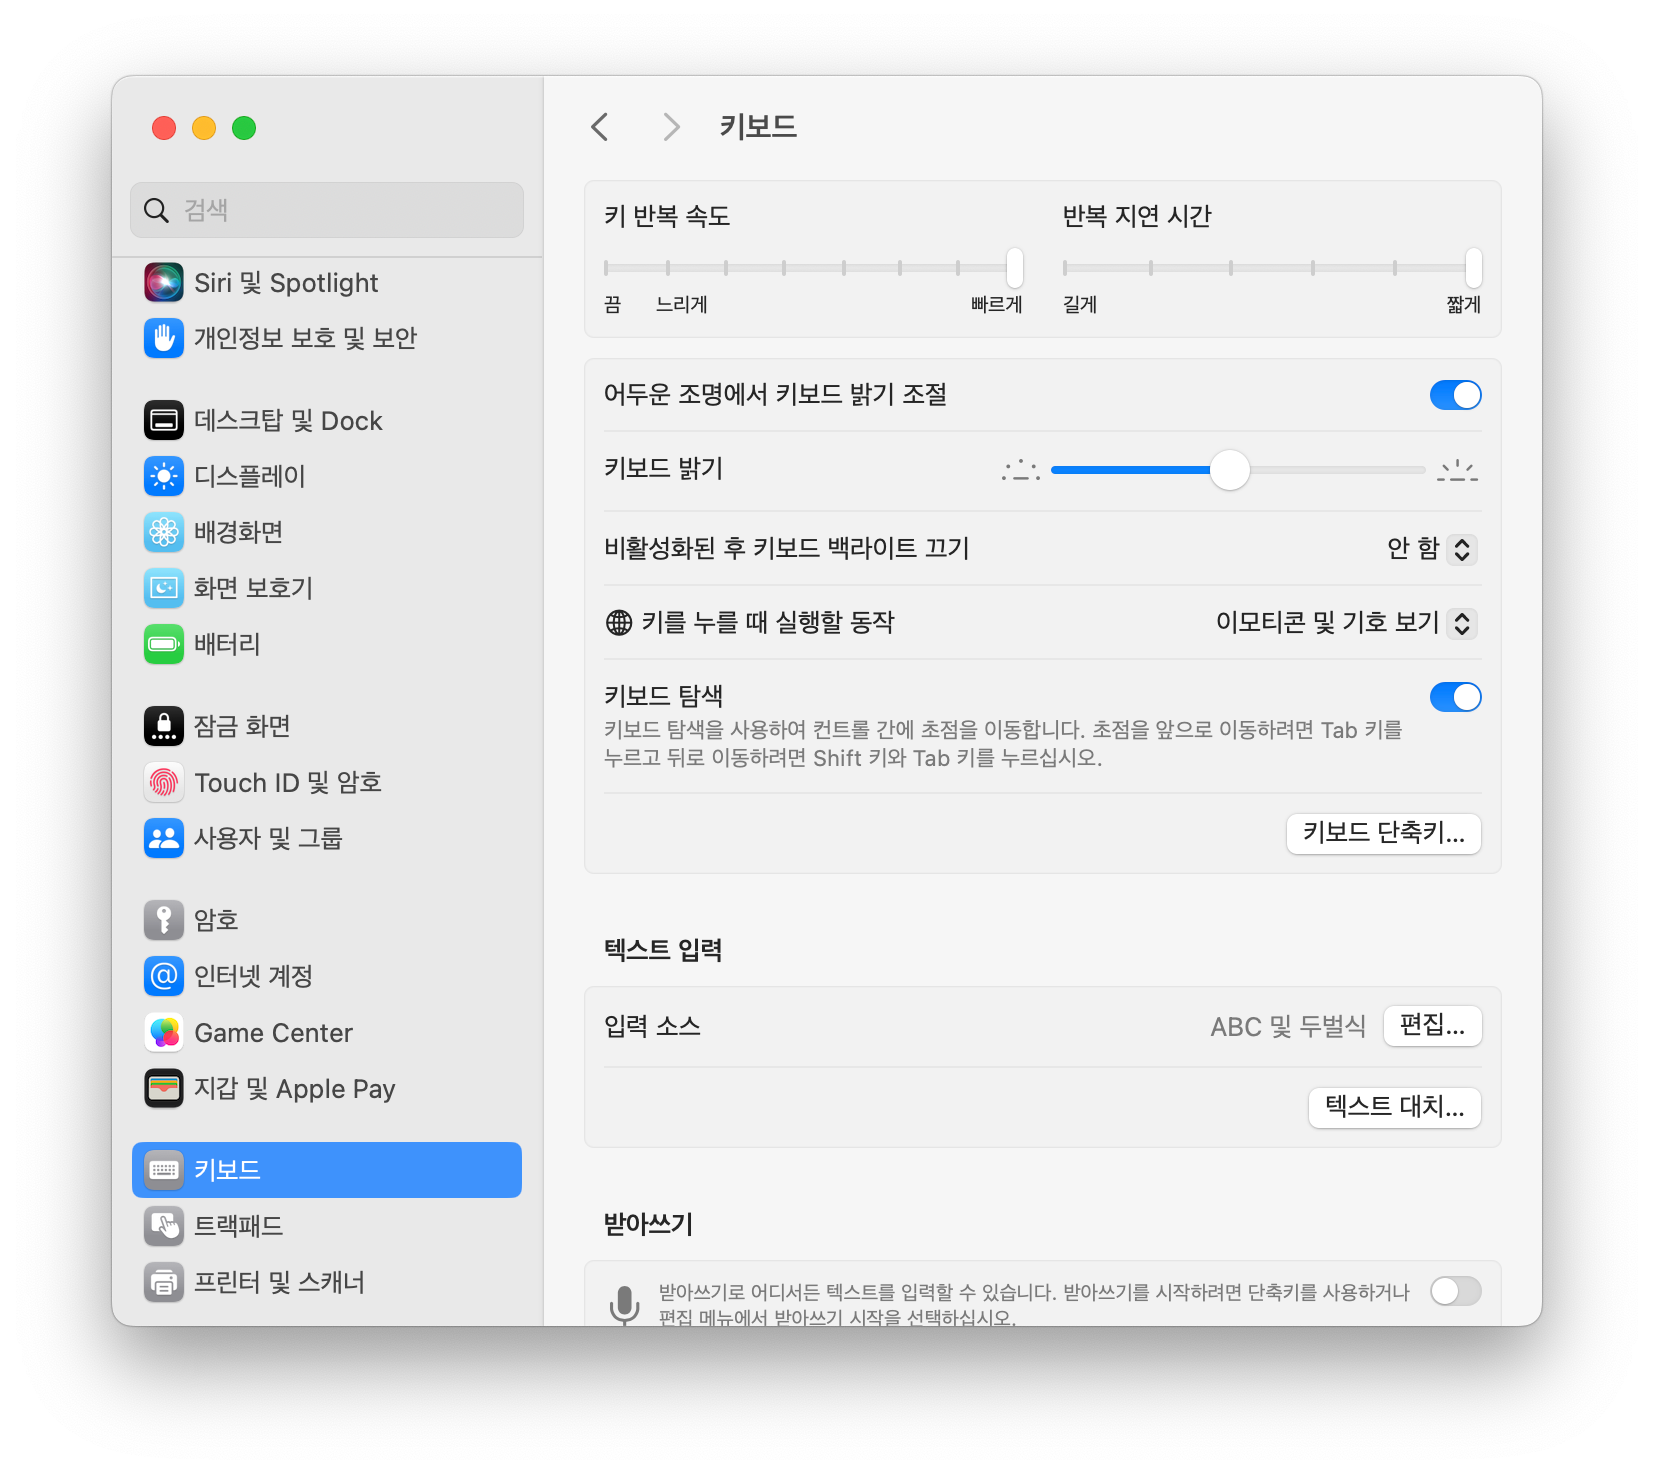 검색
Siri 및 Spotlight
개인정보 보호 및 보안
데스크탑 및 Dock
디스플레이
배경화면
화면 보호기
배터리
잠금 화면
Touch ID 및 암호
사용자 및 그룹
암호
인터넷 계정
Game Center
지갑 및 Apple Pay
키보드
트랙패드
프린터 및 스캐너
키보드
키 반복 속도
끔 느리게 빠르게
반복 지연 시간
길게 짧게
어두운 조명에서 키보드 밝기 조절
키보드 밝기
비활성화된 후 키보드 백라이트 끄기 안 함
키를 누를 때 실행할 동작 이모티콘 및 기호 보기
키보드 탐색
키보드 탐색을 사용하여 컨트롤 간에 초점을 이동합니다. 초점을 앞으로 이동하려면 Tab 키를
누르고 뒤로 이동하려면 Shift 키와 Tab 키를 누르십시오.
키보드 단축키...
텍스트 입력
입력 소스 ABC 및 두벌식 편집...
텍스트 대치...
받아쓰기
받아쓰기로 어디서든 텍스트를 입력할 수 있습니다. 받아쓰기를 시작하려면 단축키를 사용하거나
편집 메뉴에서 받아쓰기 시작을 선택하십시오.